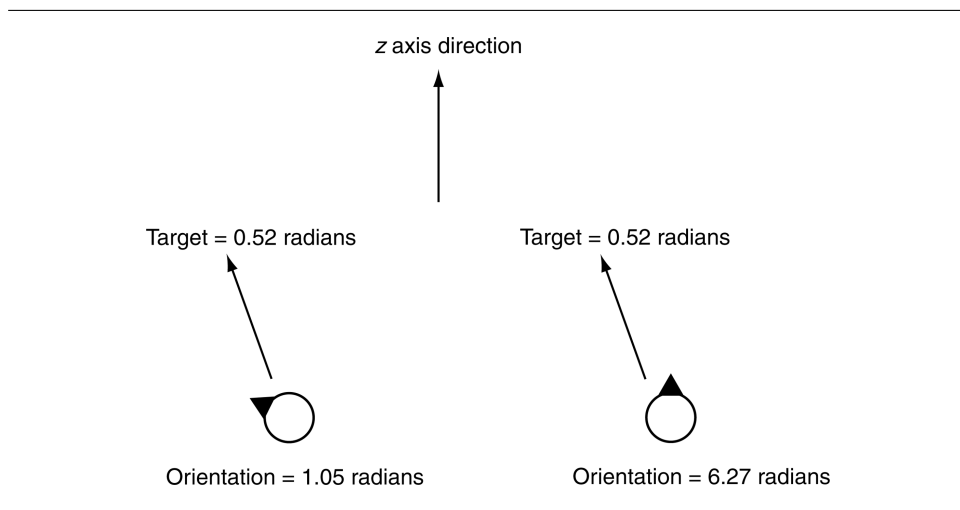 z axis direction
Target = 0.52 radians
Target = 0.52 radians
Orientation = 1.05 radians
Orientation = 6.27 radians